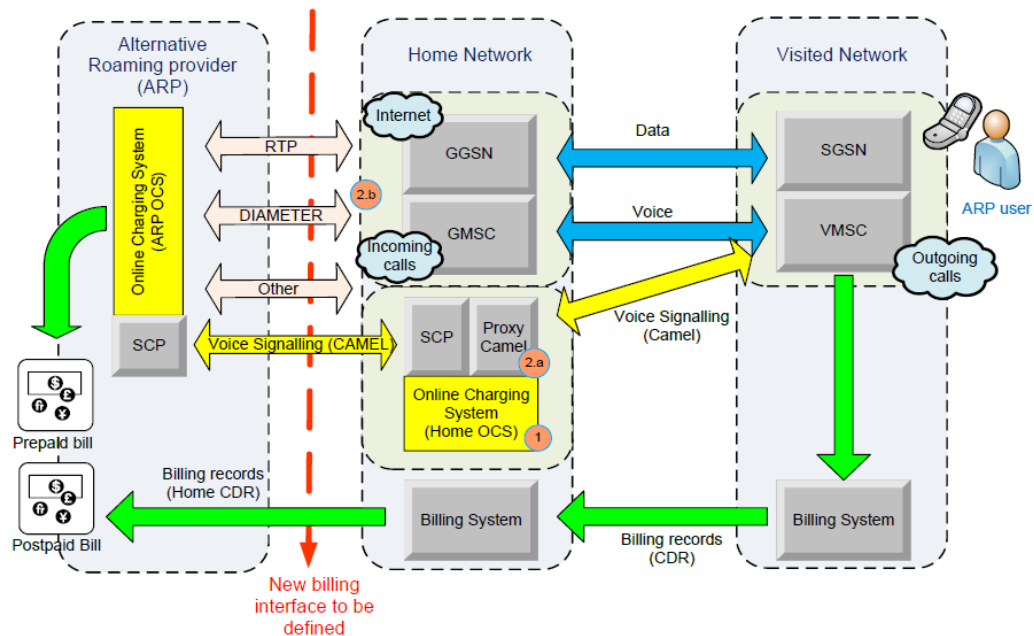 Alternative
Roaming provider
(ARP)
Home Network
Visited Network
Online Charging System
(ARP OCS)
SCP
RTP
DIAMETER
Other
2.b
Voice Signalling (CAMEL)
Internet
GGSN
GMSC
Incoming
calls
SCP
Proxy
Camel
2.a
Online Charging
System
(Home OCS)
1
Data
Voice
Voice Signalling
(Camel)
SGSN
VMSC
Outgoing
calls
ARP user
$
£
¥
Prepaid bill
$
£
¥
Postpaid Bill
Billing records
(Home CDR)
Billing System
Billing records
(CDR)
Billing System
New billing
interface to be
defined